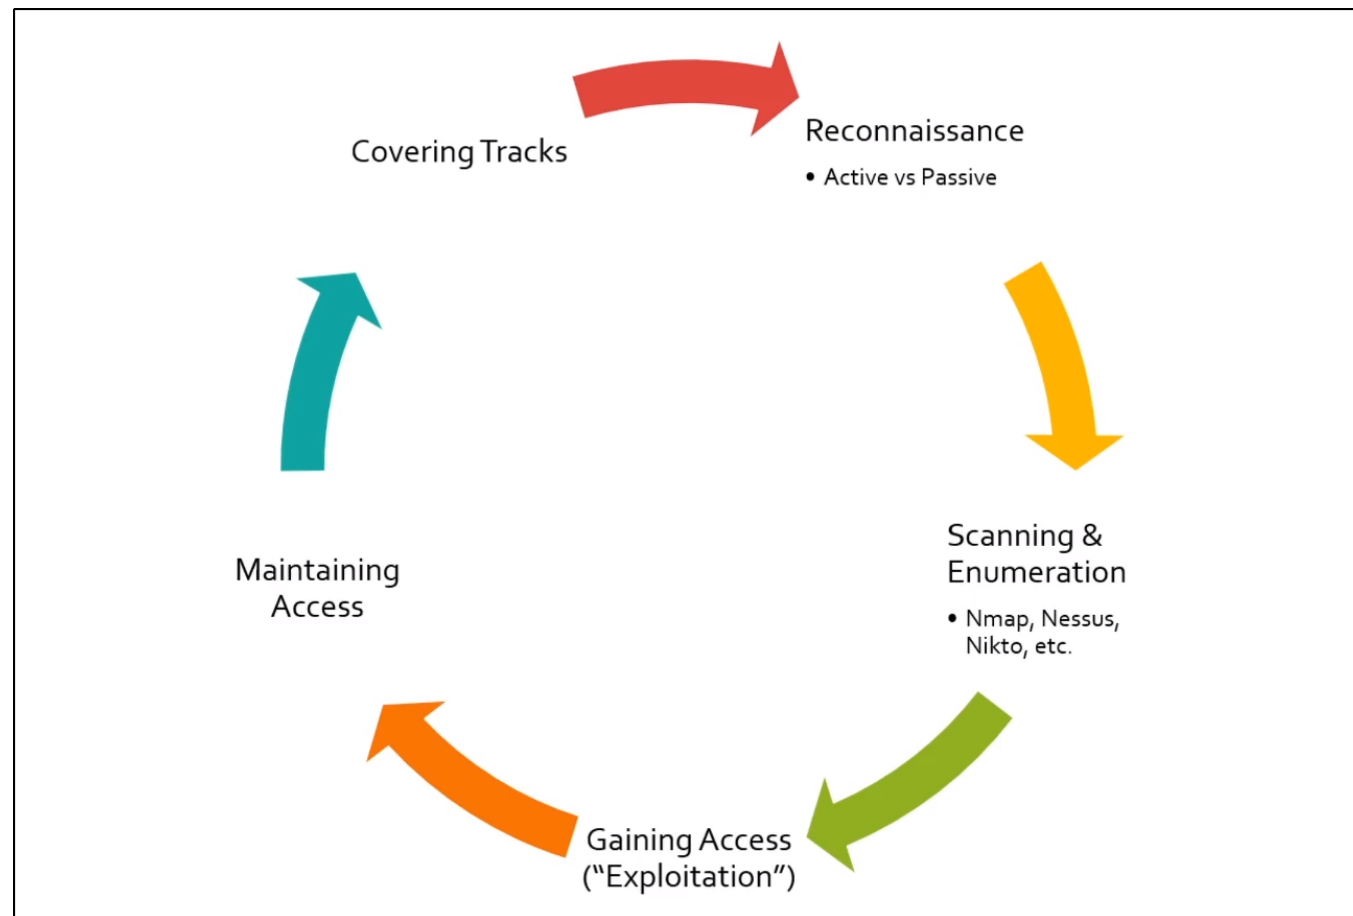 Covering Tracks
Reconnaissance
• Active vs Passive
Scanning &
Enumeration
• Nmap, Nessus,
Nikto, etc.
Gaining Access
(“Exploitation”)
Maintaining
Access